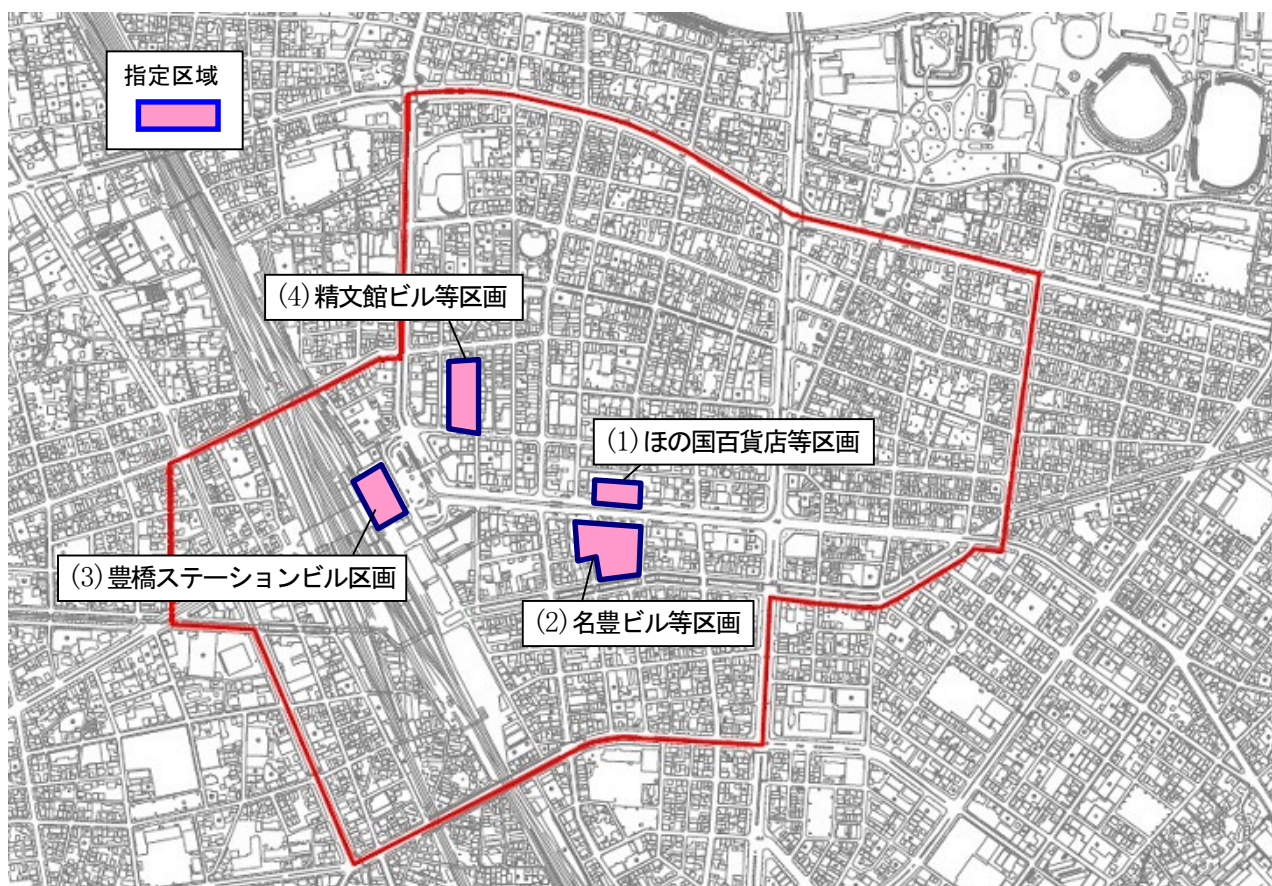 指定区域
(4) 精文館ビル等区画
(1) ほの国百貨店等区画
(3) 豊橋ステーションビル区画
(2) 名豊ビル等区画